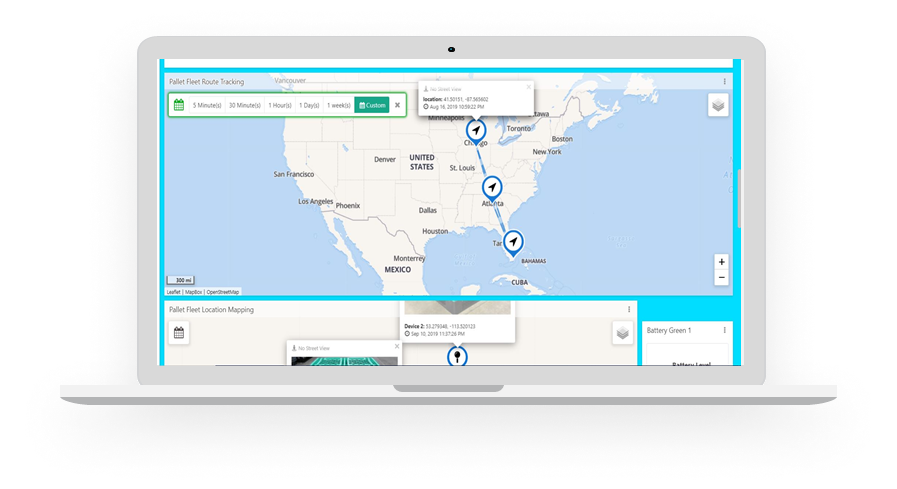 Pallet Fleet Route Tracking
Vancouver
5 Minute(s) 30 Minute(s) 1 Hour(s) 1 Day(s) 1 week(s) Custom
No Street View
location: 41.50151, -87.565602
Aug 16, 2019 10:59:22 PM
Minneapolis
Toronto
Chicago
Boston
New York
Denver
UNITED STATES
St. Louis
San Francisco
Los Angeles
Phoenix
Atlanta
Dallas
Houston
Monterrey
MEXICO
BAHAMAS
CUBA
300 mi
Leaflet | MapBox | OpenStreetMap
+
−
Pallet Fleet Location Mapping
Device 2: 53.279348, -113.520123
Sep 10, 2019 11:37:26 PM
No Street View
Battery Green 1
Battery Level